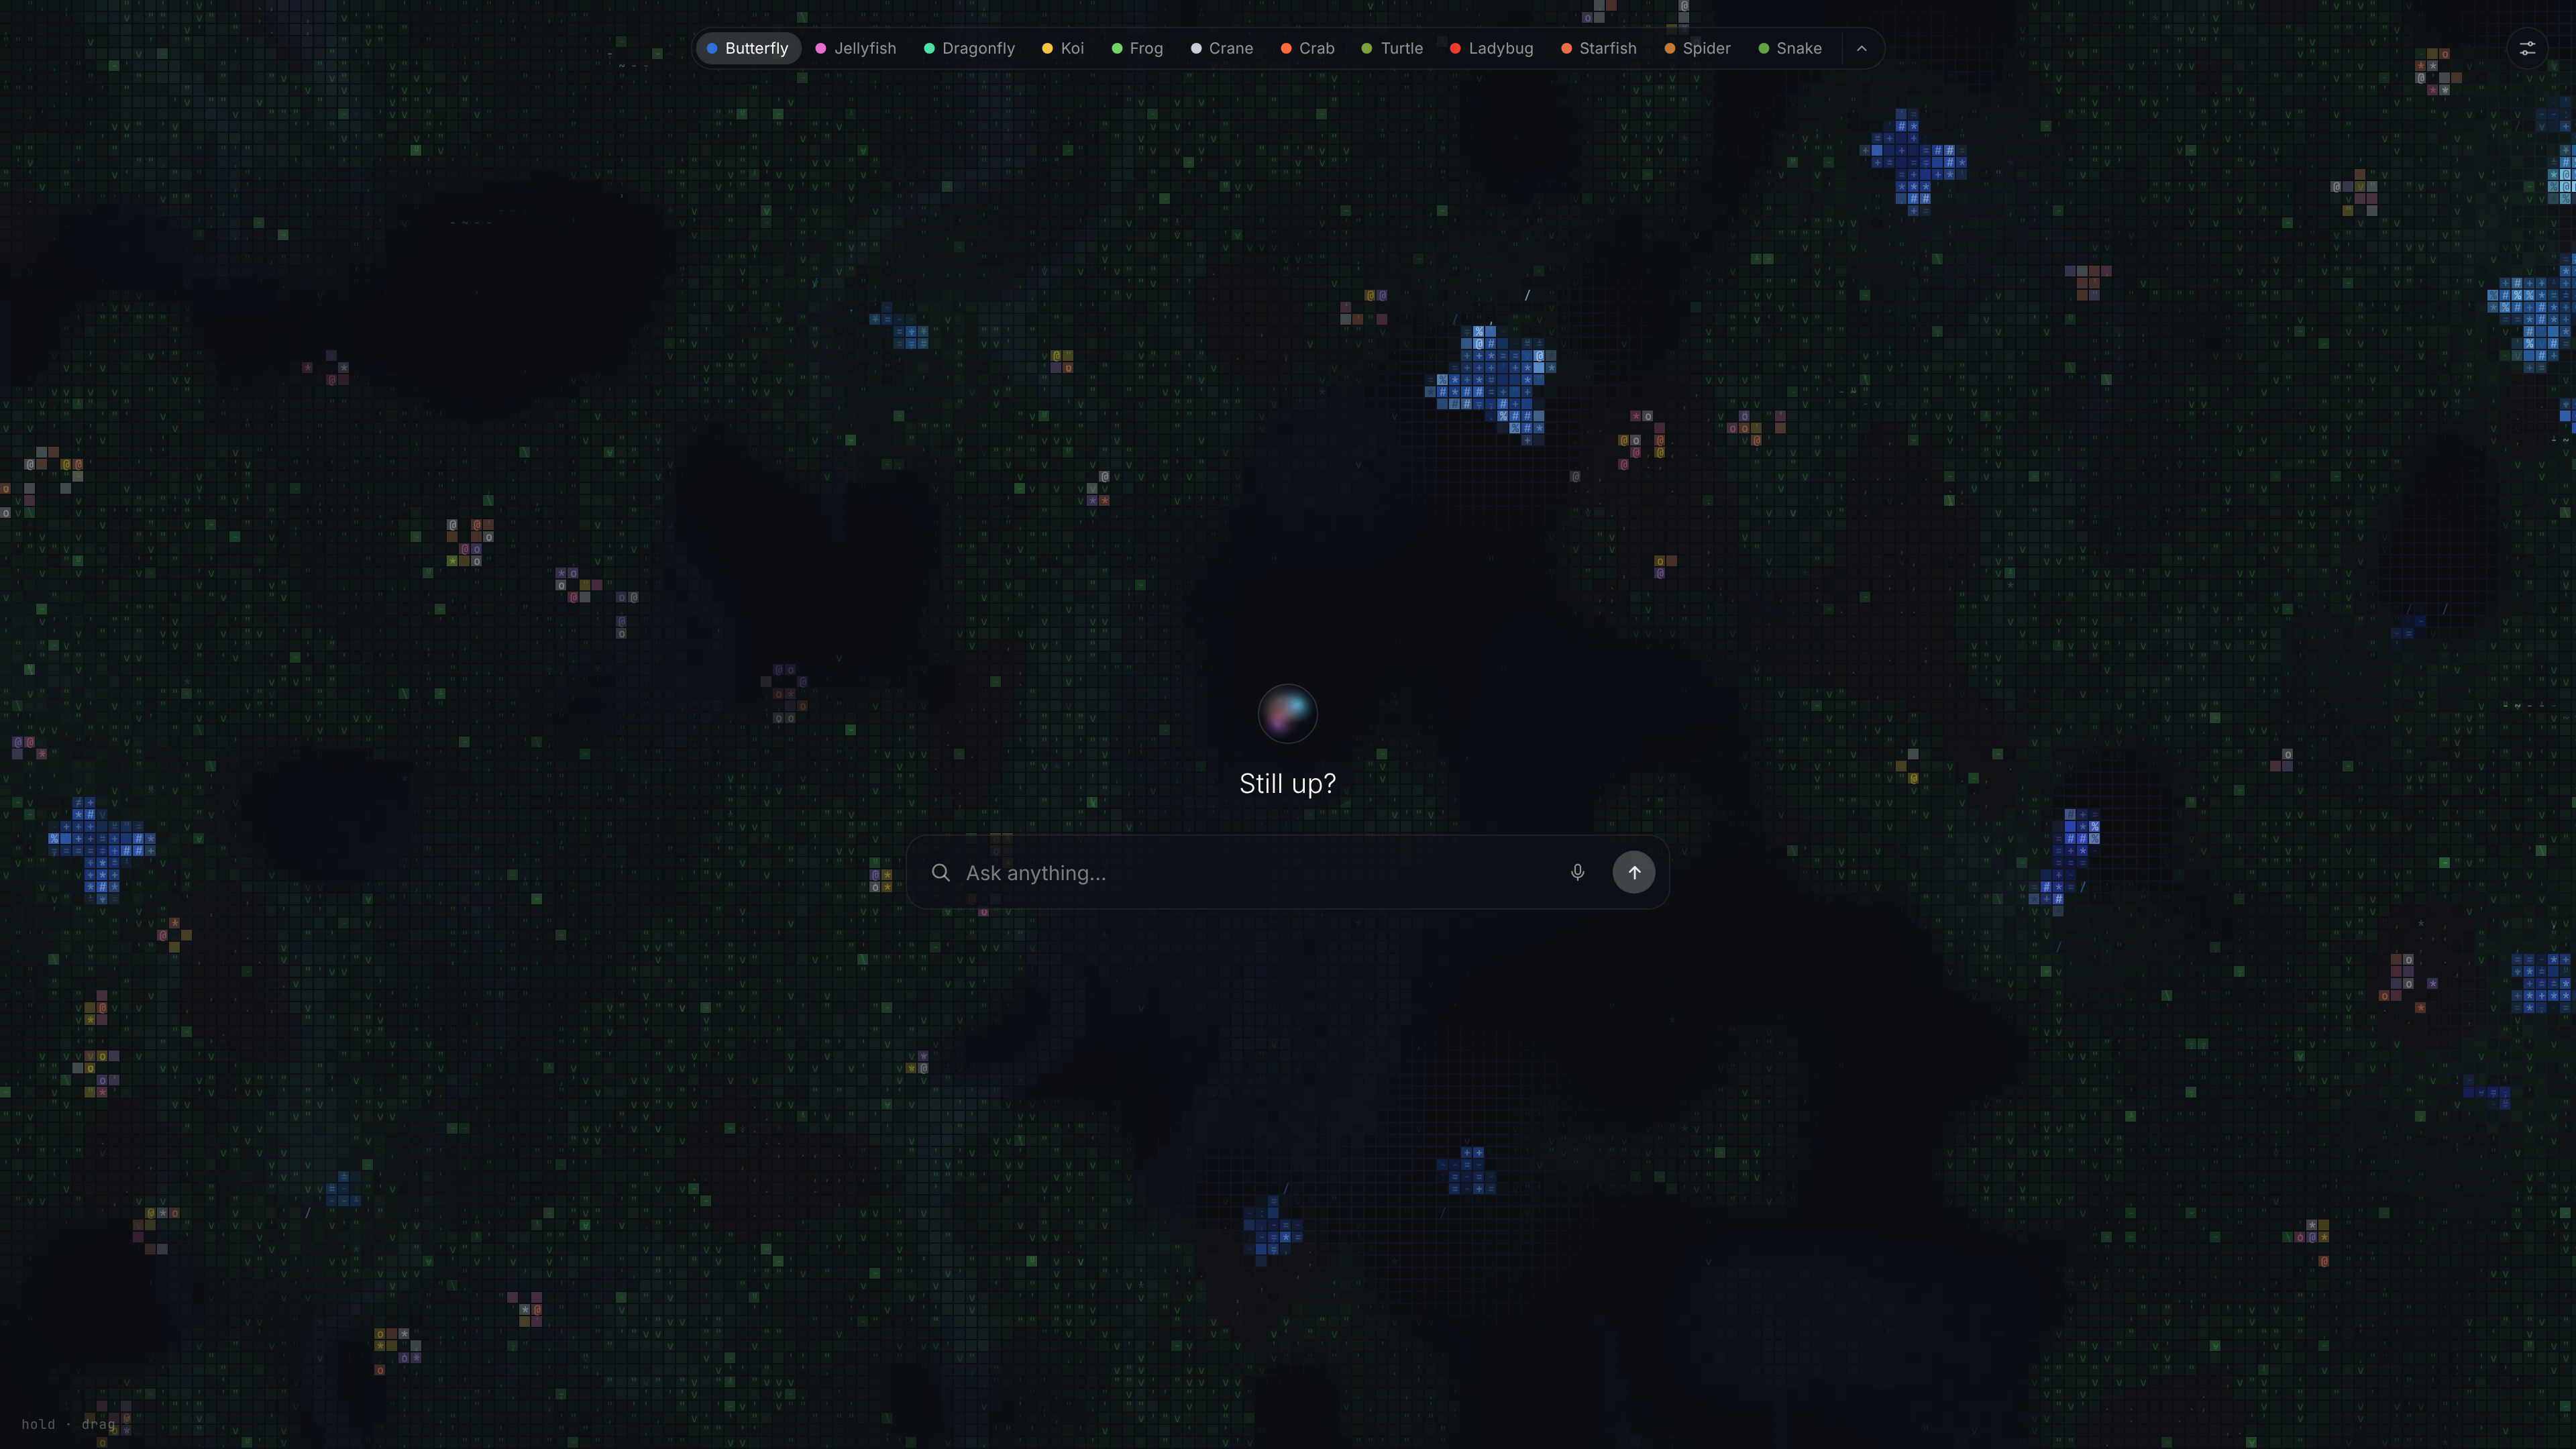 Butterfly Jellyfish Dragonfly Koi Frog Crane Crab Turtle Ladybug Starfish Spider Snake
Still up?
Ask anything...
hold · drag